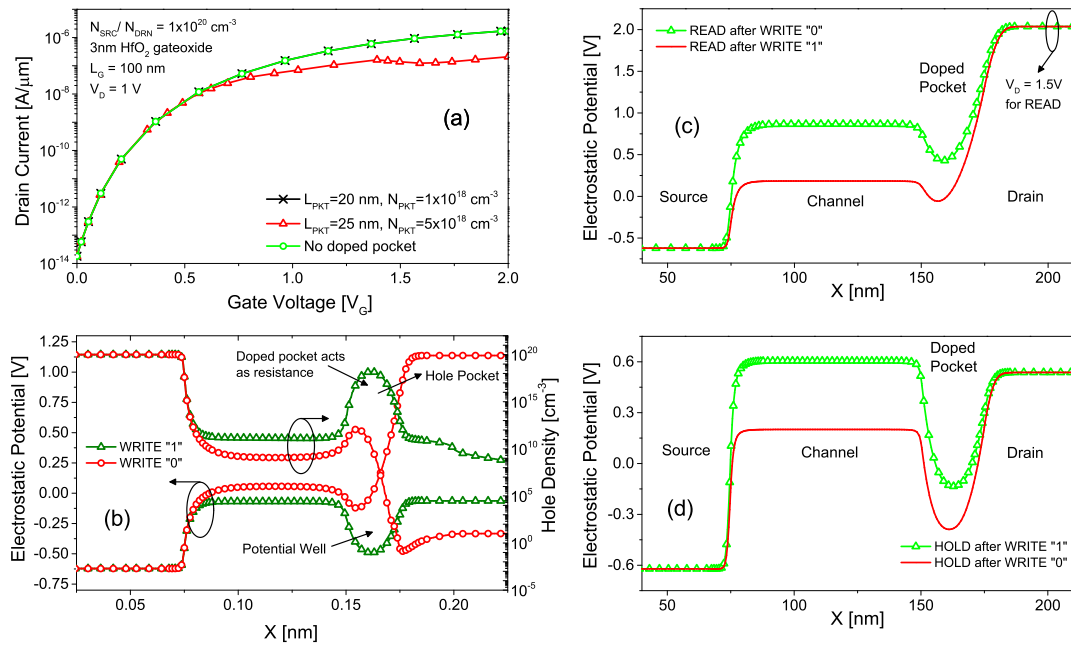 N_SRC/ N_DRN = 1x10^20 cm^-3
3nm HfO_2 gateoxide
L_G = 100 nm
V_D = 1 V
(a)
L_PKT=20 nm, N_PKT=1x10^18 cm^-3
L_PKT=25 nm, N_PKT=5x10^18 cm^-3
No doped pocket
Drain Current [A/μm]
10^-6
10^-8
10^-10
10^-12
10^-14
0.0 0.5 1.0 1.5 2.0
Gate Voltage [V_G]
READ after WRITE "0"
READ after WRITE "1"
Doped
Pocket
V_D = 1.5V
for READ
(c)
Source
Channel
Drain
Electrostatic Potential [V]
2.0
1.5
1.0
0.5
0.0
-0.5
50 100 150 200
X [nm]
Doped pocket acts
as resistance
Hole Pocket
WRITE "1"
WRITE "0"
(b)
Potential Well
Electrostatic Potential [V]
1.25
1.00
0.75
0.50
0.25
0.00
-0.25
-0.50
-0.75
Hole Density [cm^-3]
10^20
10^15
10^10
10^5
10^0
10^-5
0.05 0.10 0.15 0.20
X [nm]
Doped
Pocket
Source
Channel
Drain
(d)
HOLD after WRITE "1"
HOLD after WRITE "0"
Electrostatic Potential [V]
0.6
0.3
0.0
-0.3
-0.6
50 100 150 200
X [nm]